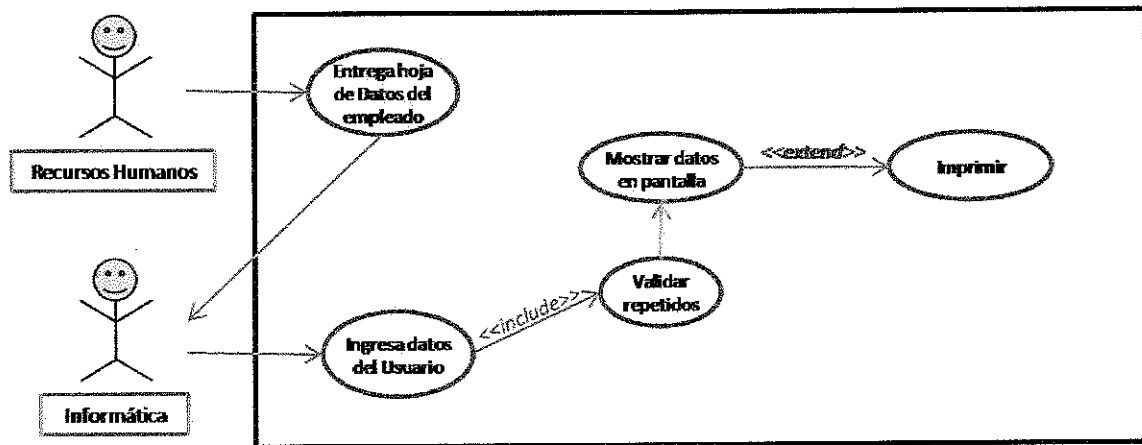 Entrega hoja
de Datos del
empleado
Recursos Humanos
Mostrar datos
en pantalla
<<extend>>
Imprimir
Validar
repetidos
<<include>>
Ingresa datos
del Usuario
Informática